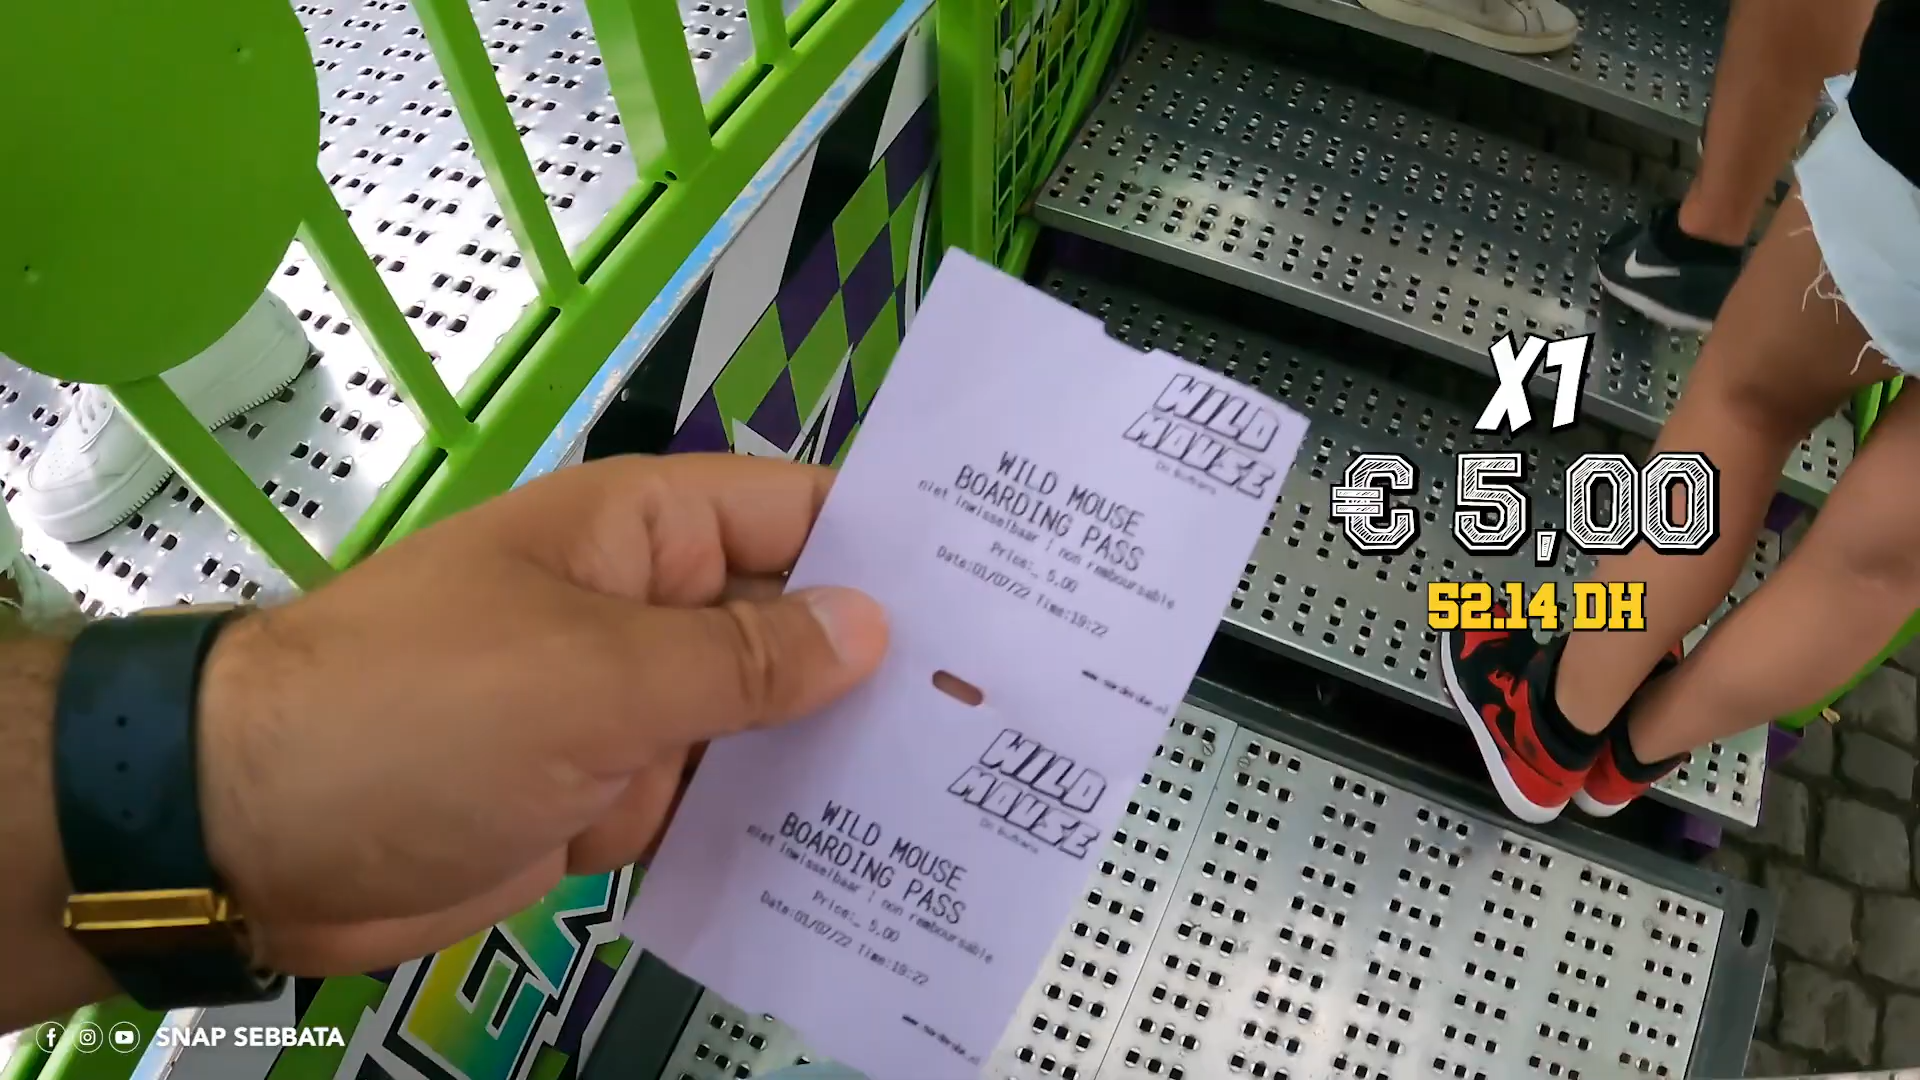 WILD
MOUSE
WILD MOUSE
BOARDING PASS
niet inwisselbaar | non remboursable
Price:_ 5.00
Date:01/07/22 Time:19:22
WILD
MOUSE
WILD MOUSE
BOARDING PASS
niet inwisselbaar | non remboursable
Price:_ 5.00
Date:01/07/22 Time:19:22
X1
€ 5,00
52.14 DH
SNAP SEBBATA